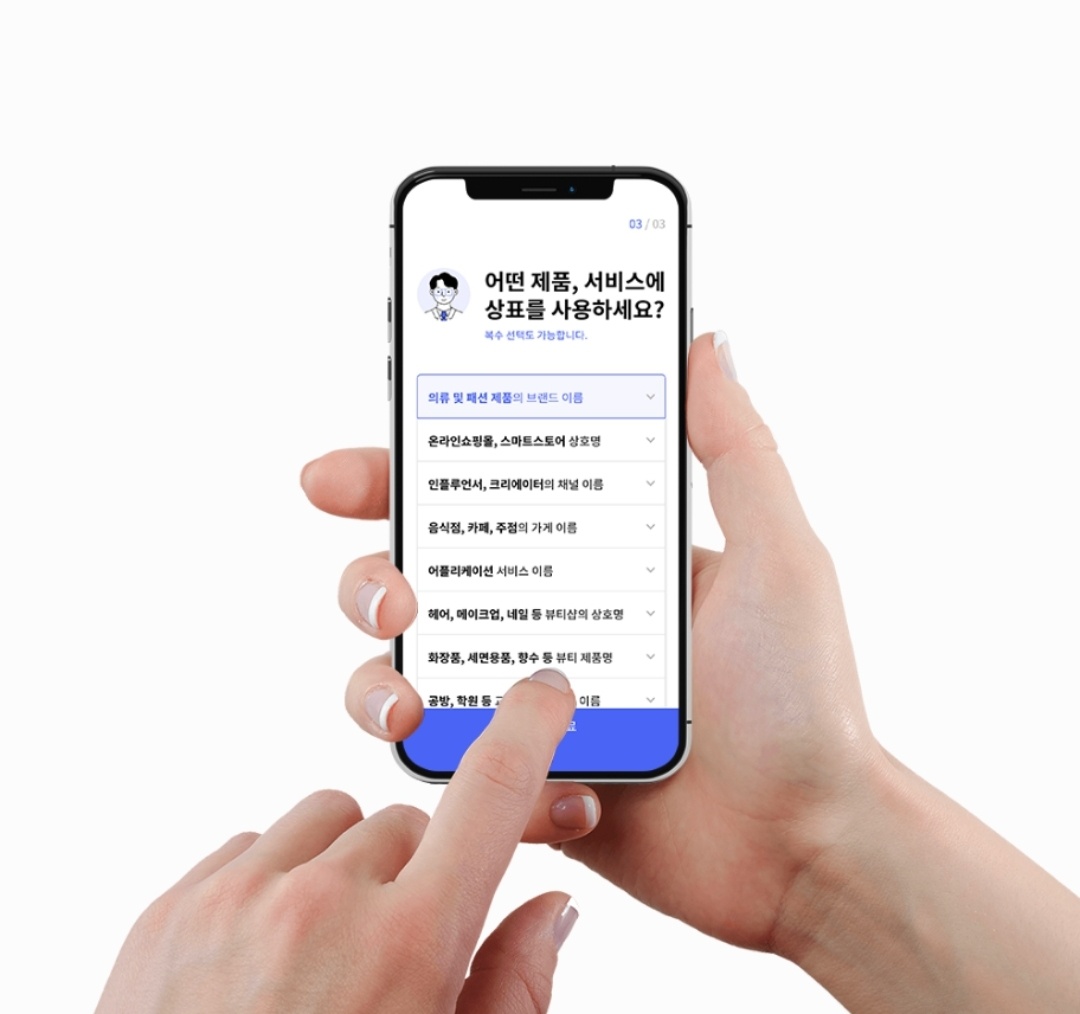 03 / 03
어떤 제품, 서비스에
상표를 사용하세요?
복수 선택도 가능합니다.
의류 및 패션 제품의 브랜드 이름
온라인쇼핑몰, 스마트스토어 상호명
인플루언서, 크리에이터의 채널 이름
음식점, 카페, 주점의 가게 이름
어플리케이션 서비스 이름
헤어, 메이크업, 네일 등 뷰티샵의 상호명
화장품, 세면용품, 향수 등 뷰티 제품명
공방, 학원 등 이름